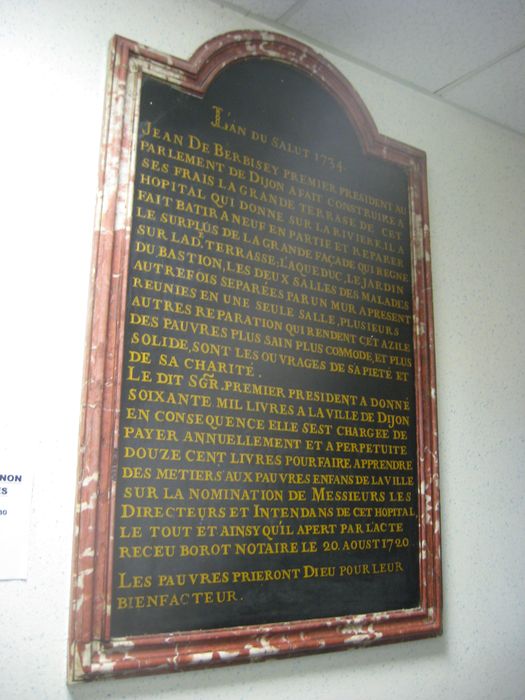 L'AN DU SALUT 1734.
JEAN DE BERBISEY PREMIER PRESIDENT AU
PARLEMENT DE DIJON A FAIT CONSTRUIRE A
SES FRAIS LA GRANDE TERRASE DE CET
HOPITAL QUI DONNE SUR LA RIVIERE, IL A
FAIT BATIR A NEUF EN PARTIE ET REPARER
LE SURPLUS DE LA GRANDE FAÇADE QUI REGNE
SUR LADE. TERRASSE; L'AQUEDUC, LE JARDIN
DU BASTION, LES DEUX SALLES DES MALADES
AUTREFOIS SEPARÉES PAR UN MUR A PRESENT
REUNIES EN UNE SEULE SALLE, PLUSIEURS
AUTRES REPARATION QUI RENDENT CET AZILE
DES PAUVRES PLUS SAIN PLUS COMMODE, ET PLUS
SOLIDE, SONT LES OUVRAGES DE SA PIETÉ ET
DE SA CHARITÉ.
LE DIT SGR. PREMIER PRESIDENT A DONNÉ
SOIXANTE MIL LIVRES A LA VILLE DE DIJON
EN CONSEQUENCE ELLE S'EST CHARGÉE DE
PAYER ANNUELLEMENT ET A PERPETUITE
DOUZE CENT LIVRES POUR FAIRE APPRENDRE
DES METIERS AUX PAUVRES ENFANS DE LA VILLE
SUR LA NOMINATION DE MESSIEURS LES
DIRECTEURS ET INTENDANS DE CET HOPITAL,
LE TOUT ET AINSY QU'IL APERT PAR L'ACTE
RECEU BOROT NOTAIRE LE 20. AOUST 1720.
LES PAUVRES PRIERONT DIEU POUR LEUR
BIENFACTEUR.
NON